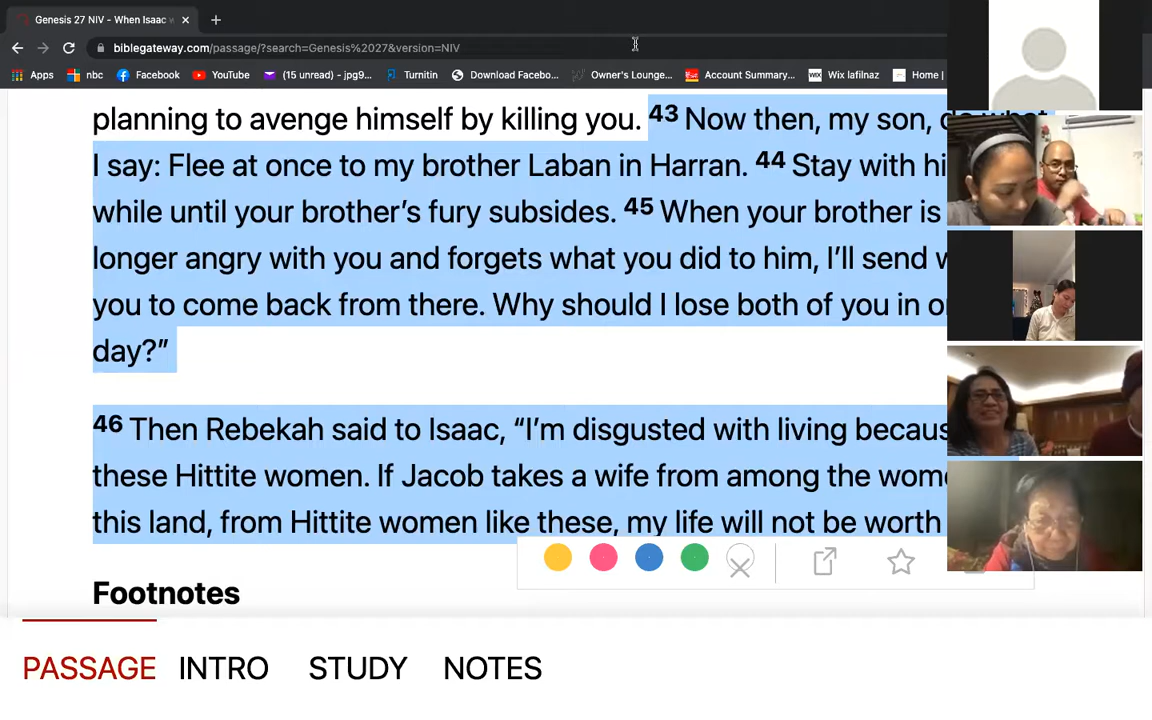 Genesis 27 NIV - When Isaac w
biblegateway.com/passage/?search=Genesis%2027&version=NIV
Apps nbc Facebook YouTube (15 unread) - jpg9... Turnitin Download Facebo... Owner's Lounge... Account Summary... WIX Wix lafilnaz Home |
planning to avenge himself by killing you. 43 Now then, my son, do what
I say: Flee at once to my brother Laban in Harran. 44 Stay with hi
while until your brother’s fury subsides. 45 When your brother is
longer angry with you and forgets what you did to him, I’ll send w
you to come back from there. Why should I lose both of you in o
day?”
46 Then Rebekah said to Isaac, “I’m disgusted with living becaus
these Hittite women. If Jacob takes a wife from among the wome
this land, from Hittite women like these, my life will not be worth
Footnotes
PASSAGE INTRO STUDY NOTES